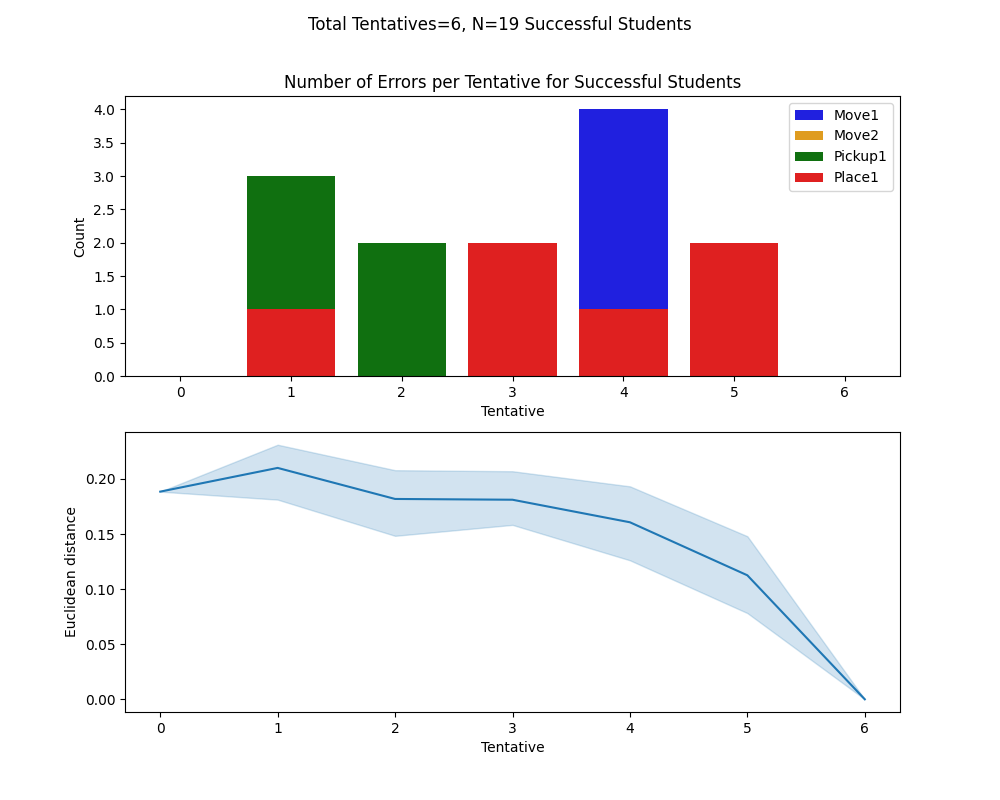 Total Tentatives=6, N=19 Successful Students
Number of Errors per Tentative for Successful Students
4.0
3.5
3.0
2.5
2.0
1.5
1.0
0.5
0.0
Count
Move1
Move2
Pickup1
Place1
0 1 2 3 4 5 6
Tentative
0.20
0.15
0.10
0.05
0.00
Euclidean distance
0 1 2 3 4 5 6
Tentative